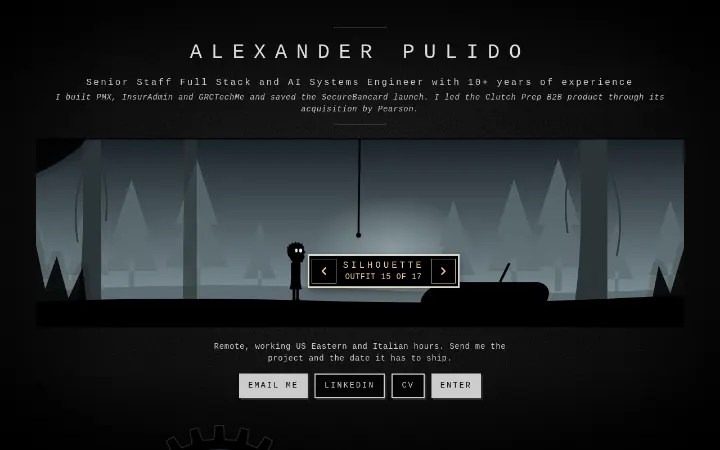 ALEXANDER PULIDO
Senior Staff Full Stack and AI Systems Engineer with 10+ years of experience
I built PMX, InsurAdmin and GRCTechMe and saved the SecureBancard launch. I led the Clutch Prep B2B product through its
acquisition by Pearson.
SILHOUETTE
OUTFIT 15 OF 17
Remote, working US Eastern and Italian hours. Send me the
project and the date it has to ship.
EMAIL ME LINKEDIN CV ENTER